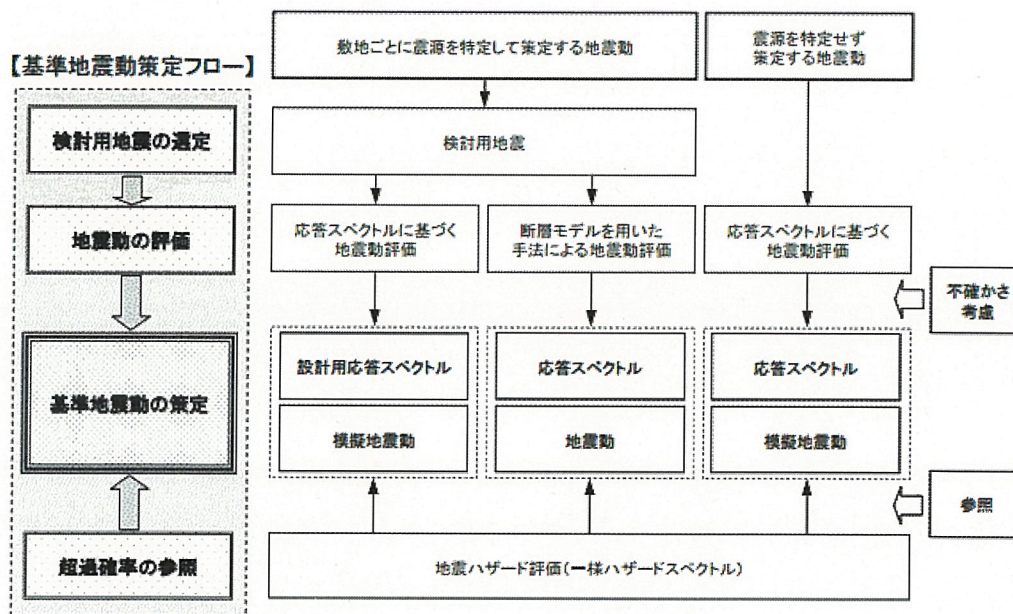 【基準地震動策定フロー】
検討用地震の選定
地震動の評価
基準地震動の策定
超過確率の参照
敷地ごとに震源を特定して策定する地震動
震源を特定せず
策定する地震動
検討用地震
応答スペクトルに基づく
地震動評価
断層モデルを用いた
手法による地震動評価
応答スペクトルに基づく
地震動評価
不確かさ
考慮
設計用応答スペクトル
応答スペクトル
応答スペクトル
模擬地震動
地震動
模擬地震動
参照
地震ハザード評価(一様ハザードスペクトル)